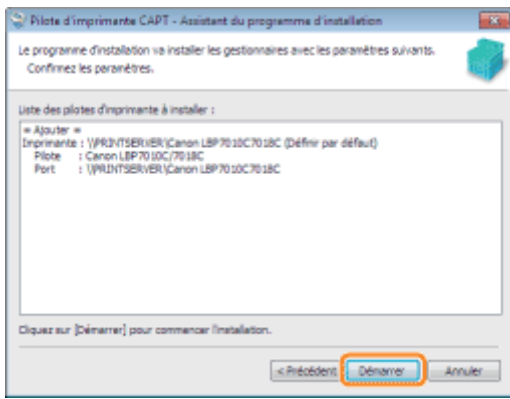 Pilote d'imprimante CAPT - Assistant du programme d'installation
Le programme d'installation va installer les gestionnaires avec les paramètres suivants.
Confirmez les paramètres.
Liste des pilotes d'imprimante à installer :
= Ajouter =
Imprimante : \\PRINTSERVER\Canon LBP7010C7018C (Définir par défaut)
Pilote : Canon LBP7010C/7018C
Port : \\PRINTSERVER\Canon LBP7010C7018C
Cliquez sur [Démarrer] pour commencer l'installation.
< Précédent Démarrer Annuler